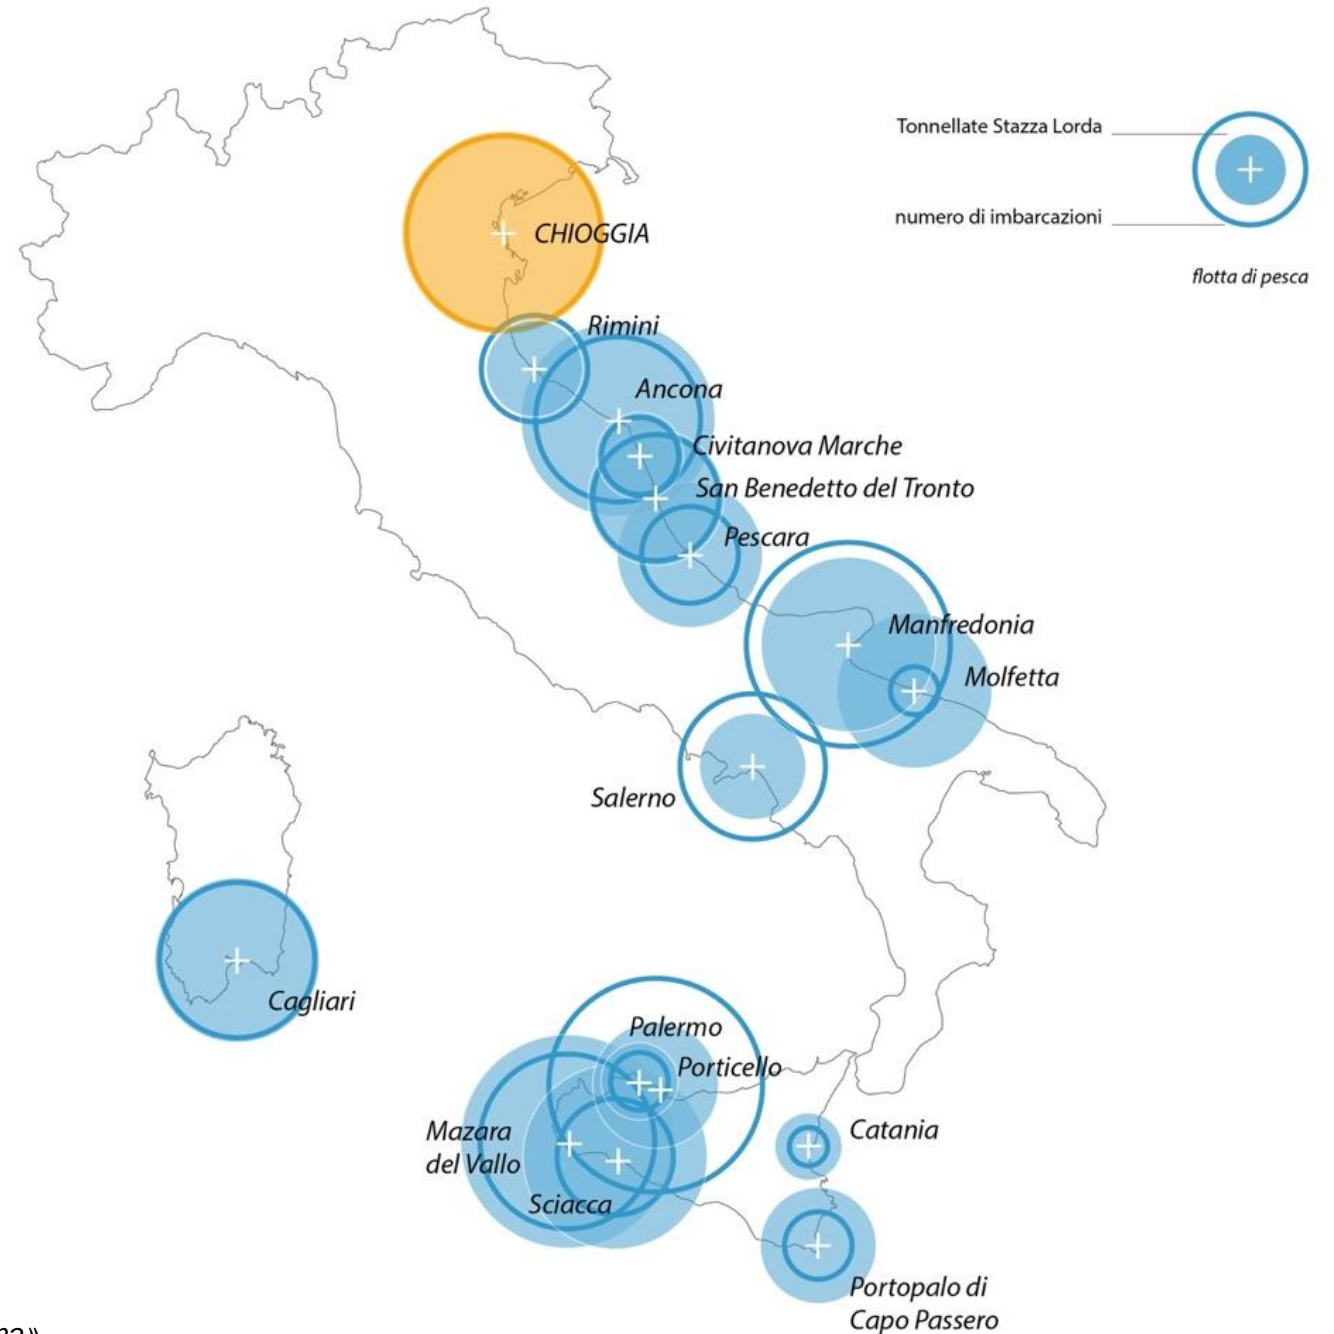 Tonnellate Stazza Lorda
numero di imbarcazioni
flotta di pesca
CHIOGGIA
Rimini
Ancona
Civitanova Marche
San Benedetto del Tronto
Pescara
Manfredonia
Molfetta
Salerno
Cagliari
Palermo
Porticello
Mazara
del Vallo
Sciacca
Catania
Portopalo di
Capo Passero